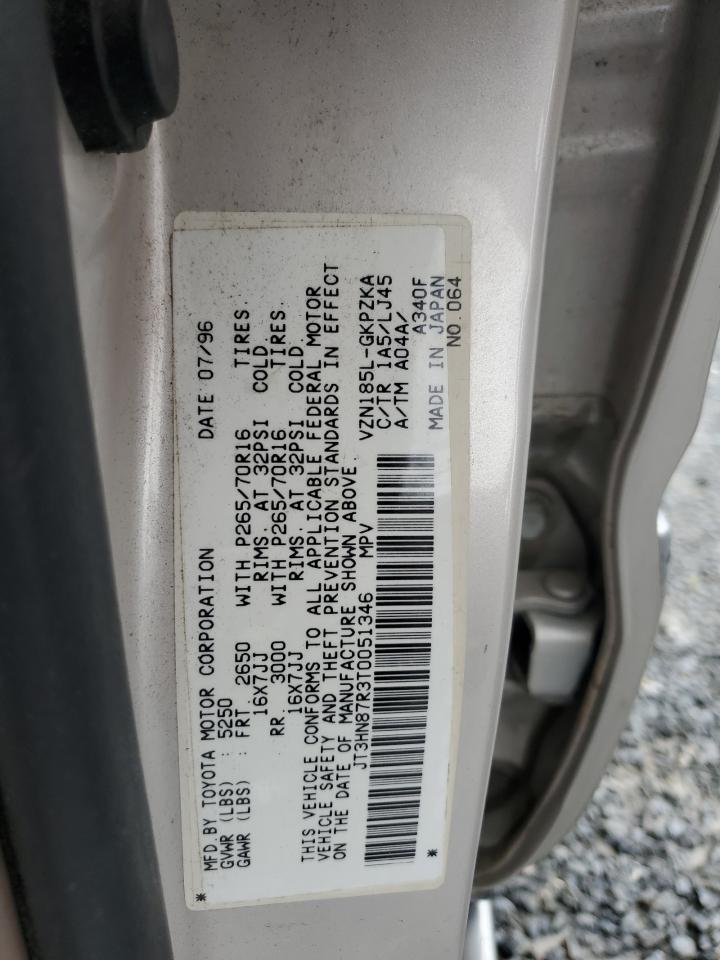 MFD.BY TOYOTA MOTOR CORPORATION DATE 07/96
GVWR (LBS) : 5250
GAWR (LBS) : FRT. 2650 WITH P265/70R16 TIRES.
16X7JJ RIMS. AT 32PSI COLD.
RR. 3000 WITH P265/70R16 TIRES.
16X7JJ RIMS. AT 32PSI COLD.
THIS VEHICLE CONFORMS TO ALL APPLICABLE FEDERAL MOTOR
VEHICLE SAFETY AND THEFT PREVENTION STANDARDS IN EFFECT
ON THE DATE OF MANUFACTURE SHOWN ABOVE.
JT3HN87R3T0051346 MPV VZN185L-GKPZKA
C/TR 1A5/LJ45
A/TM A04A/
A340F
* * MADE IN JAPAN
NO.064